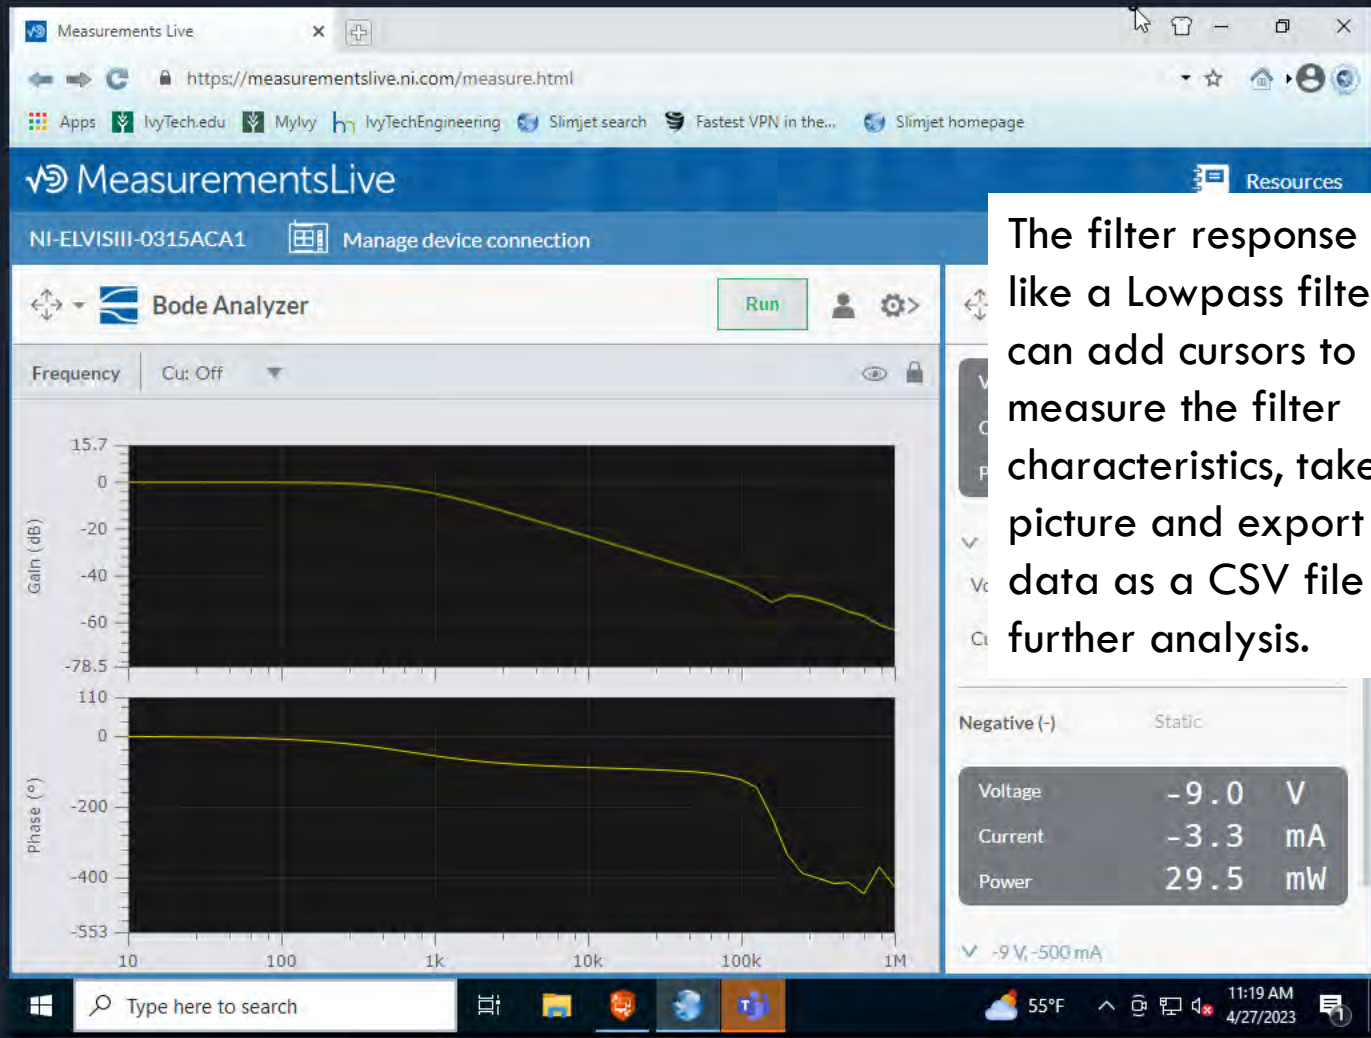 Measurements Live
https://measurementslive.ni.com/measure.html
Apps IvyTech.edu MyIvy IvyTechEngineering Slimjet search Fastest VPN in the... Slimjet homepage
MeasurementsLive
Resources
NI-ELVISIII-0315ACA1 Manage device connection
Bode Analyzer
Run
Frequency Cu: Off
15.7
0
-20
-40
-60
-78.5
Gain (dB)
110
0
-200
-400
-553
Phase (°)
10 100 1k 10k 100k 1M
The filter response
like a Lowpass filte
can add cursors to
measure the filter
characteristics, take
picture and export
data as a CSV file
further analysis.
Negative (-) Static
Voltage -9.0 V
Current -3.3 mA
Power 29.5 mW
-9 V, -500 mA
Type here to search
55°F
11:19 AM
4/27/2023
1